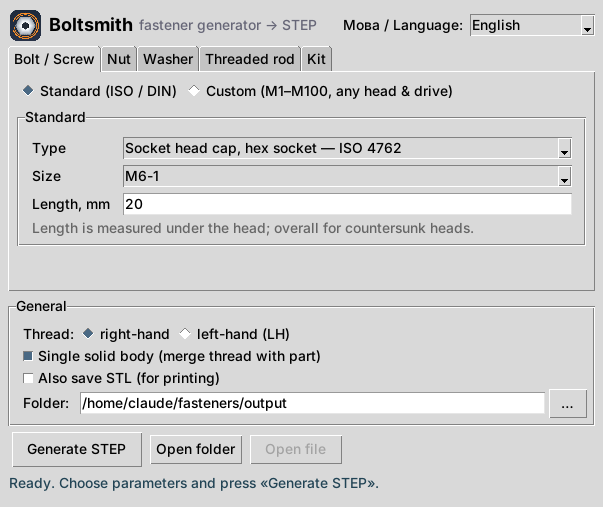 Boltsmith fastener generator → STEP Мова / Language: English
Bolt / Screw Nut Washer Threaded rod Kit
Standard (ISO / DIN) Custom (M1–M100, any head & drive)
Standard
Type Socket head cap, hex socket — ISO 4762
Size M6-1
Length, mm 20
Length is measured under the head; overall for countersunk heads.
General
Thread: right-hand left-hand (LH)
Single solid body (merge thread with part)
Also save STL (for printing)
Folder: /home/claude/fasteners/output ...
Generate STEP Open folder Open file
Ready. Choose parameters and press «Generate STEP».